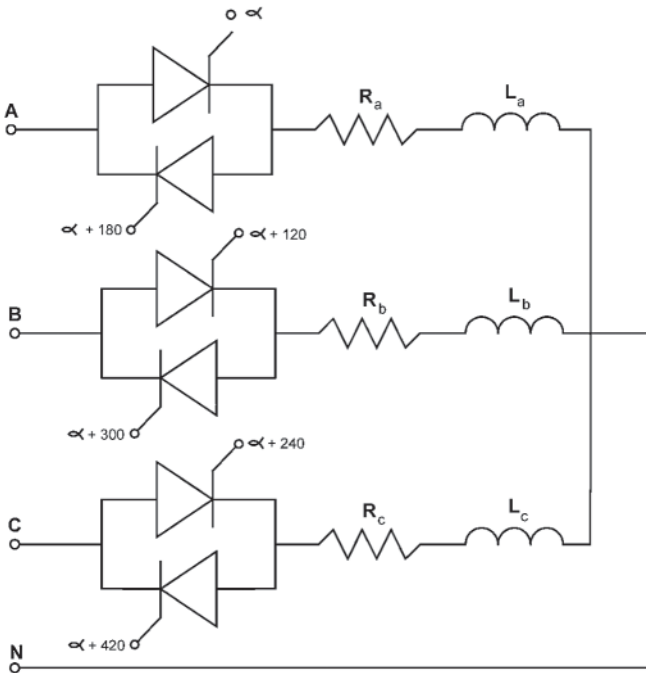 ∝
A
R_a
L_a
∝ + 180
∝ + 120
B
R_b
L_b
∝ + 300
∝ + 240
C
R_c
L_c
∝ + 420
N